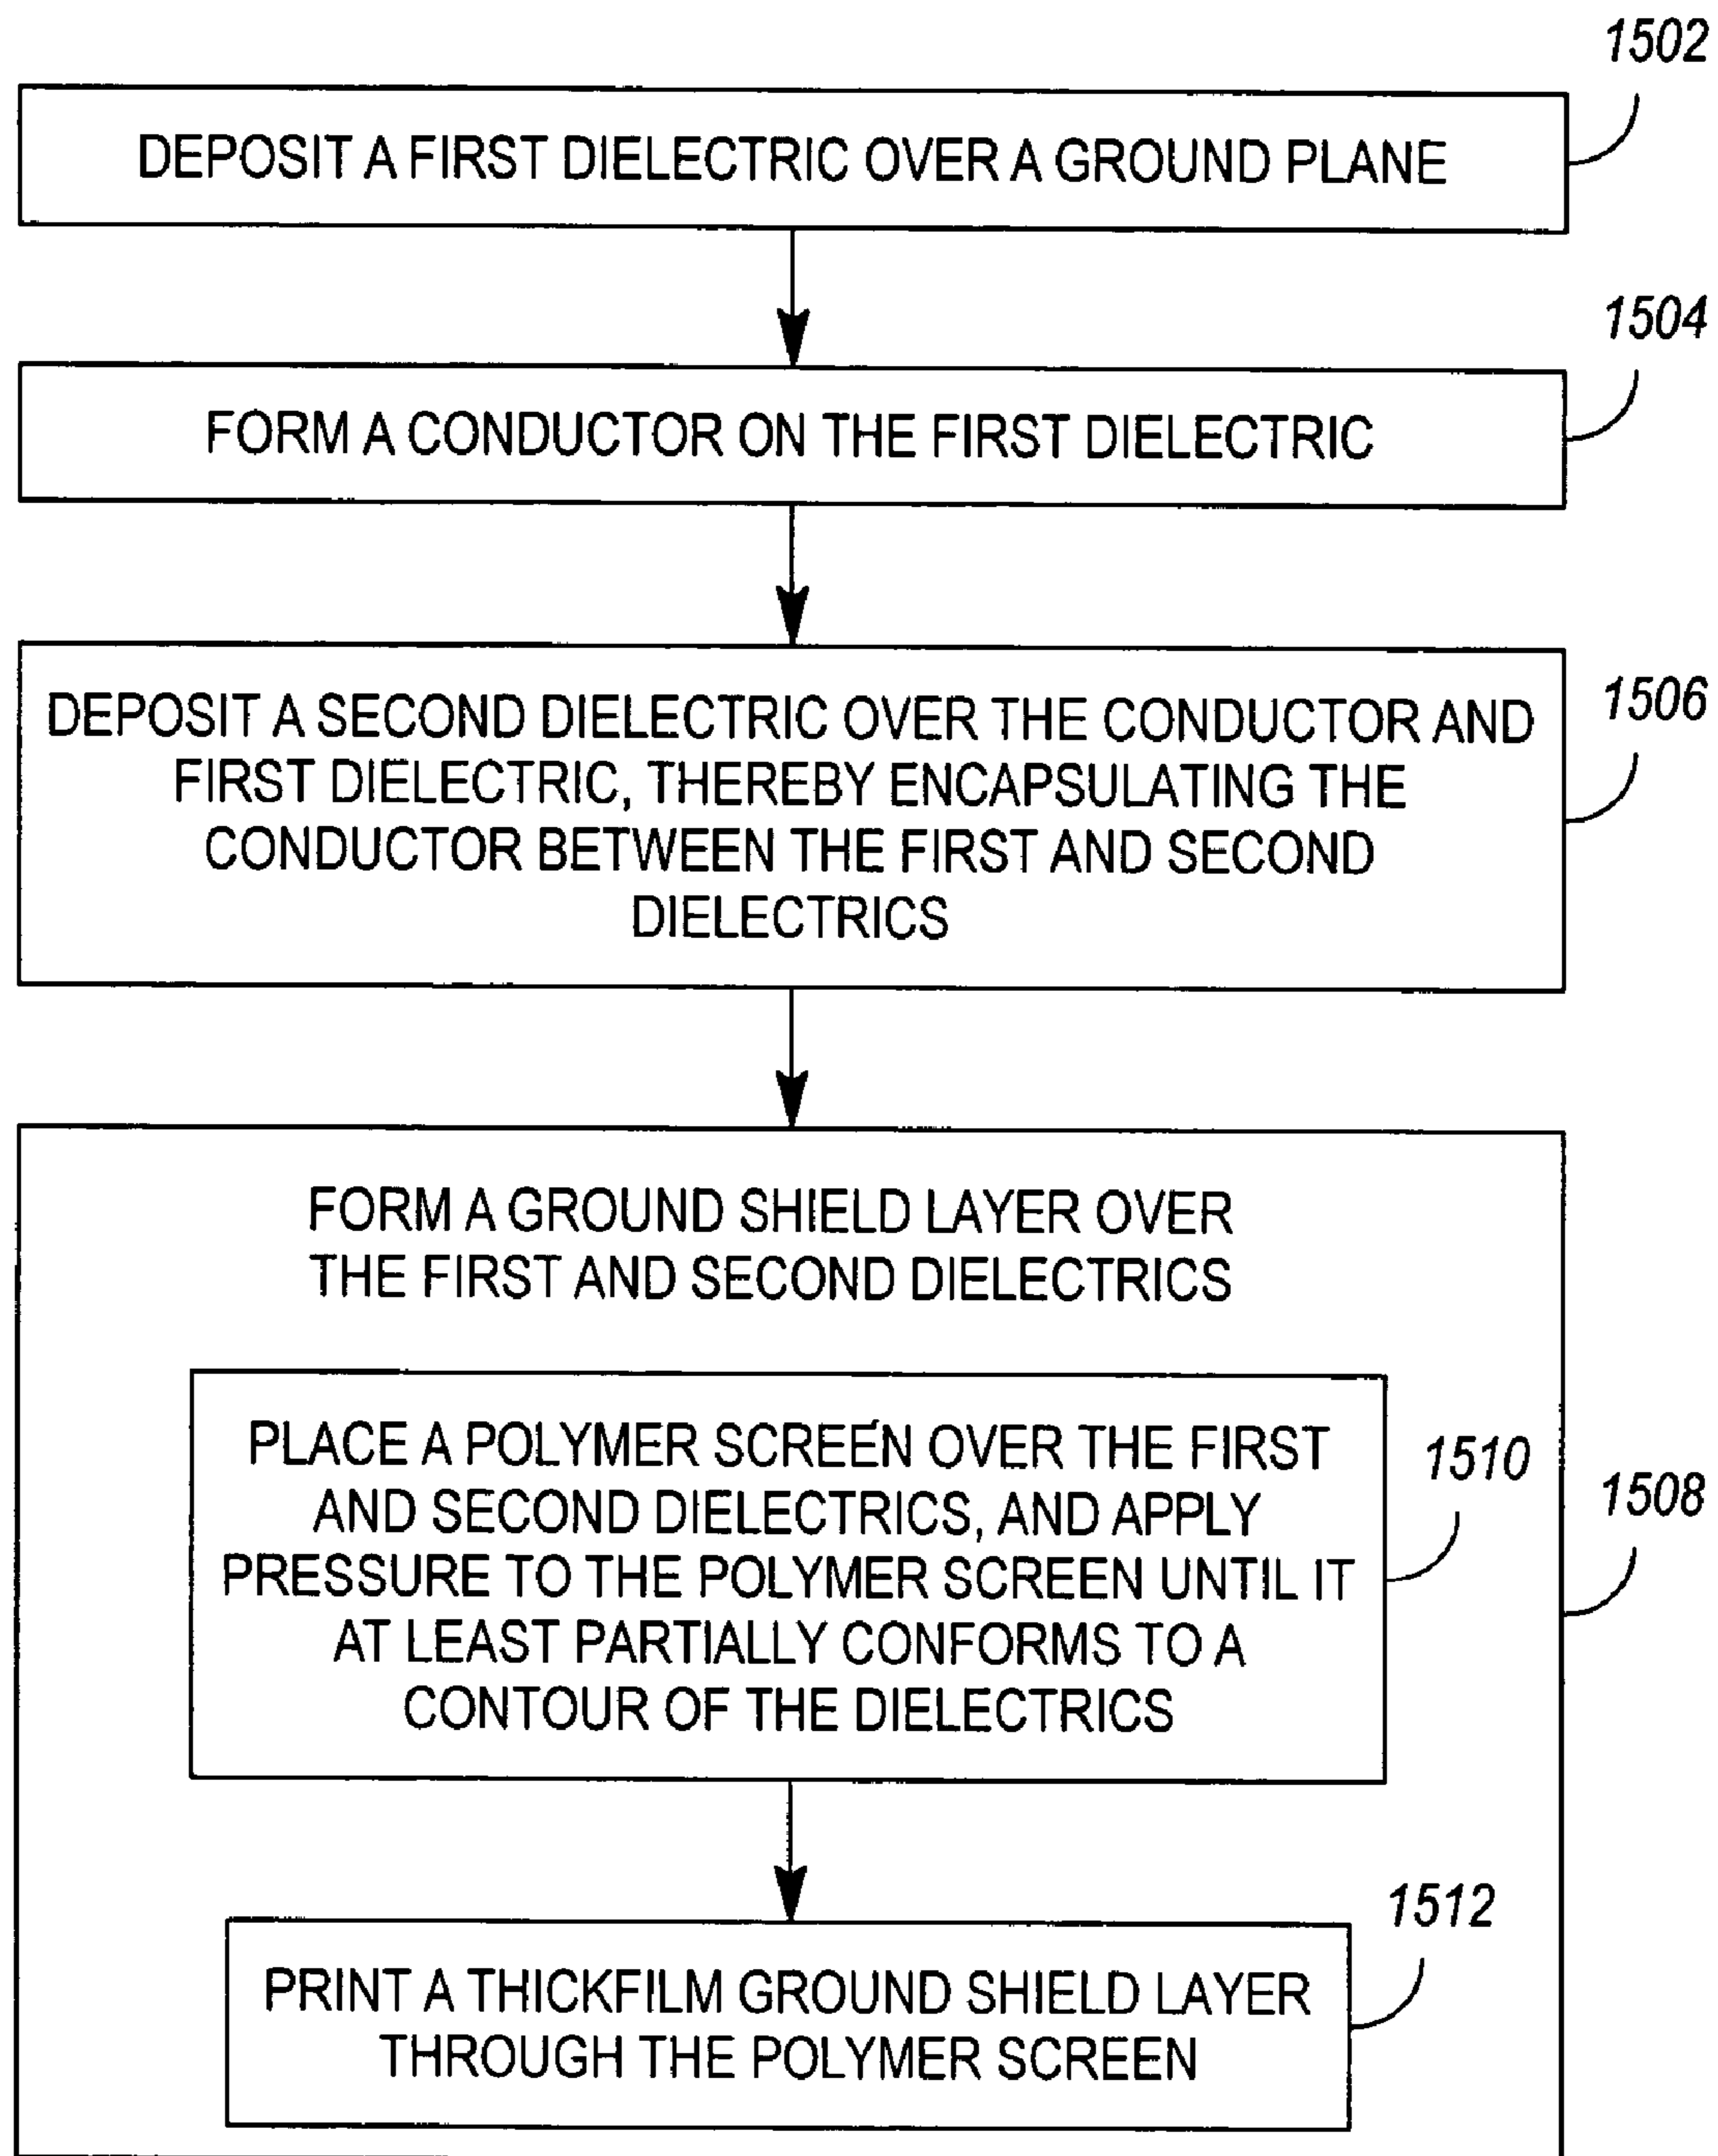 1502
DEPOSIT A FIRST DIELECTRIC OVER A GROUND PLANE
1504
FORM A CONDUCTOR ON THE FIRST DIELECTRIC
1506
DEPOSIT A SECOND DIELECTRIC OVER THE CONDUCTOR AND
FIRST DIELECTRIC, THEREBY ENCAPSULATING THE
CONDUCTOR BETWEEN THE FIRST AND SECOND
DIELECTRICS
1508
FORM A GROUND SHIELD LAYER OVER
THE FIRST AND SECOND DIELECTRICS
1510
PLACE A POLYMER SCREEN OVER THE FIRST
AND SECOND DIELECTRICS, AND APPLY
PRESSURE TO THE POLYMER SCREEN UNTIL IT
AT LEAST PARTIALLY CONFORMS TO A
CONTOUR OF THE DIELECTRICS
1512
PRINT A THICKFILM GROUND SHIELD LAYER
THROUGH THE POLYMER SCREEN